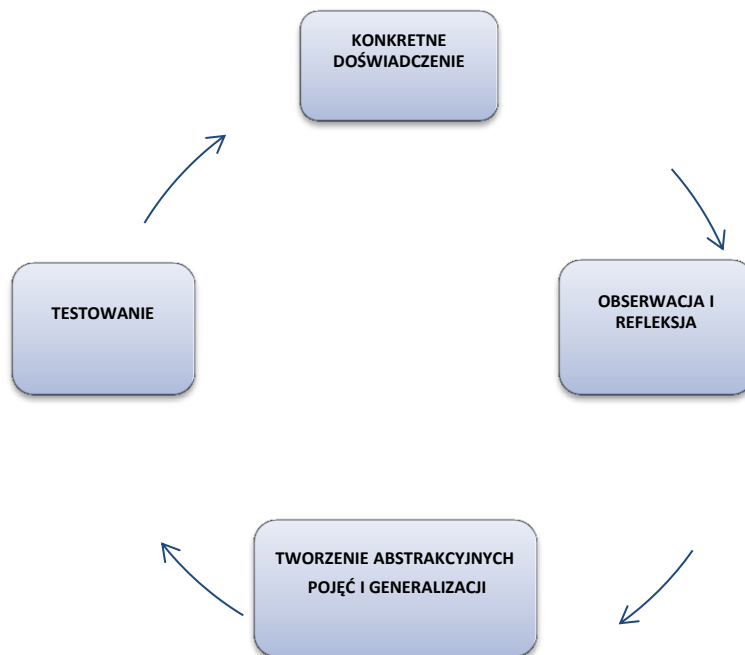 KONKRETNE
DOŚWIADCZENIE
OBSERWACJA I
REFLEKSJA
TWORZENIE ABSTRAKCYJNYCH
POJĘĆ I GENERALIZACJI
TESTOWANIE